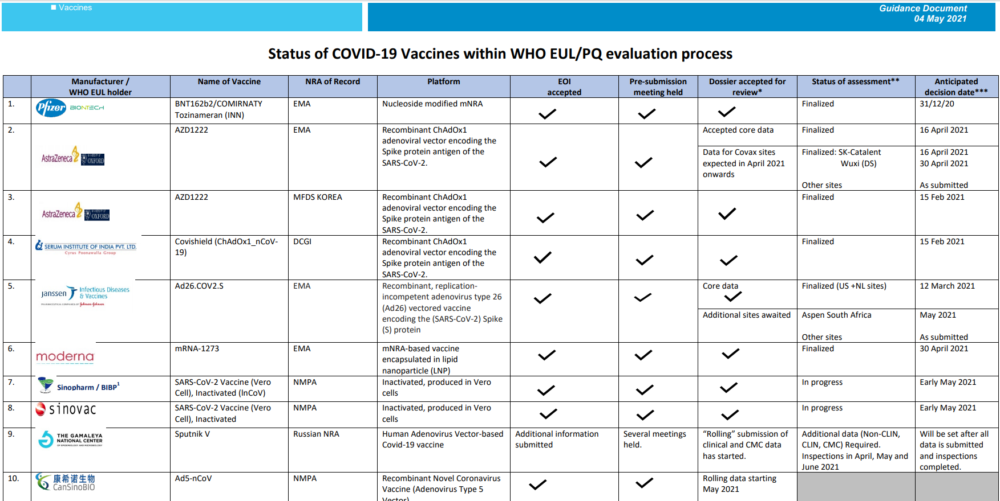 ■ Vaccines
Guidance Document
04 May 2021
Status of COVID-19 Vaccines within WHO EUL/PQ evaluation process
Manufacturer /
WHO EUL holder
Name of Vaccine
NRA of Record
Platform
EOI
accepted
Pre-submission
meeting held
Dossier accepted for
review*
Status of assessment**
Anticipated
decision date***
1.
Pfizer BIONTECH
BNT162b2/COMIRNATY
Tozinameran (INN)
EMA
Nucleoside modified mNRA
✓
✓
✓
Finalized
31/12/20
2.
AstraZeneca
OXFORD
AZD1222
EMA
Recombinant ChAdOx1
adenoviral vector encoding the
Spike protein antigen of the
SARS-CoV-2.
✓
✓
Accepted core data
Finalized
16 April 2021
Data for Covax sites
expected in April 2021
onwards
Finalized: SK-Catalent
Wuxi (DS)
Other sites
16 April 2021
30 April 2021
As submitted
3.
AstraZeneca
OXFORD
AZD1222
MFDS KOREA
Recombinant ChAdOx1
adenoviral vector encoding the
Spike protein antigen of the
SARS-CoV-2.
✓
✓
✓
Finalized
15 Feb 2021
4.
SERUM INSTITUTE OF INDIA PVT. LTD.
Cyrus Poonawalla Group
Covishield (ChAdOx1_nCoV-
19)
DCGI
Recombinant ChAdOx1
adenoviral vector encoding the
Spike protein antigen of the
SARS-CoV-2.
✓
✓
✓
Finalized
15 Feb 2021
5.
janssen Infectious Diseases
& Vaccines
PHARMACEUTICAL COMPANIES OF Johnson-Johnson
Ad26.COV2.S
EMA
Recombinant, replication-
incompetent adenovirus type 26
(Ad26) vectored vaccine
encoding the (SARS-CoV-2) Spike
(S) protein
✓
✓
Core data
✓
Finalized (US +NL sites)
12 March 2021
Additional sites awaited
Aspen South Africa
Other sites
May 2021
As submitted
6.
moderna
mRNA-1273
EMA
mNRA-based vaccine
encapsulated in lipid
nanoparticle (LNP)
✓
✓
✓
Finalized
30 April 2021
7.
Sinopharm / BIBP1
SARS-CoV-2 Vaccine (Vero
Cell), Inactivated (lnCoV)
NMPA
Inactivated, produced in Vero
cells
✓
✓
✓
In progress
Early May 2021
8.
sinovac
SARS-CoV-2 Vaccine (Vero
Cell), Inactivated
NMPA
Inactivated, produced in Vero
cells
✓
✓
✓
In progress
Early May 2021
9.
THE GAMALEYA
NATIONAL CENTER
OF EPIDEMIOLOGY AND MICROBIOLOGY
Sputnik V
Russian NRA
Human Adenovirus Vector-based
Covid-19 vaccine
Additional information
submitted
Several meetings
held.
“Rolling” submission of
clinical and CMC data
has started.
Additional data (Non-CLIN,
CLIN, CMC) Required.
Inspections in April, May and
June 2021
Will be set after all
data is submitted
and inspections
completed.
10.
康希诺生物
CanSinoBIO
Ad5-nCoV
NMPA
Recombinant Novel Coronavirus
Vaccine (Adenovirus Type 5
Vector)
✓
✓
Rolling data starting
May 2021